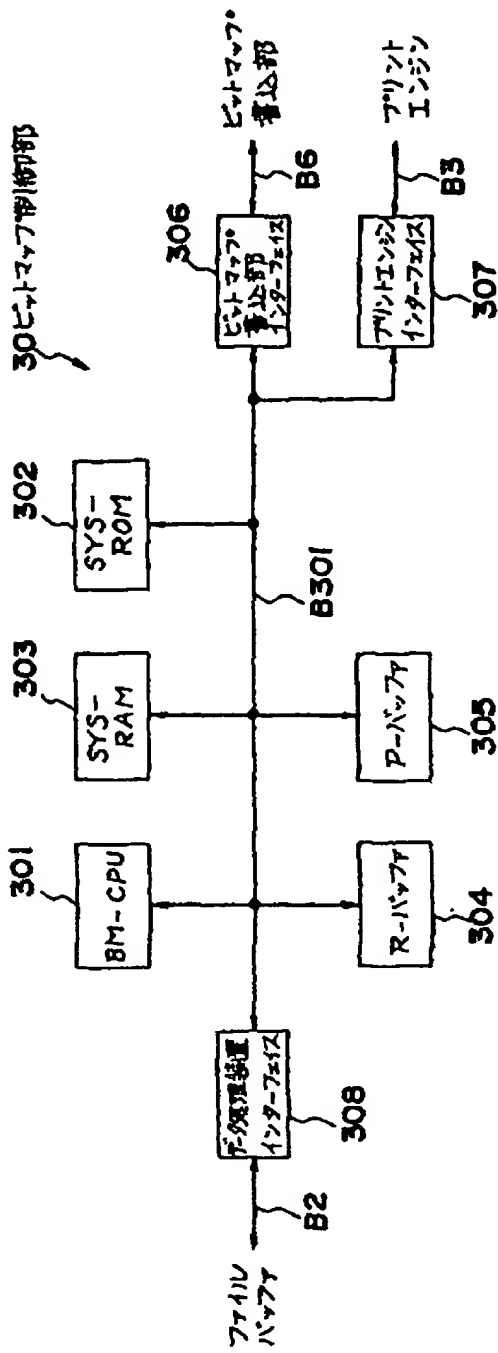 30 ビットマップ制御部
301
BM-CPU
303
SYS-
RAM
302
SYS-
ROM
306
ビットマップ
書込部
インターフェイス
B6
ビットマップ
書込部
ファイル
バッファ
B2
データ処理装置
インターフェイス
308
R-バッファ
304
P-バッファ
305
B301
プリントエンジン
インターフェイス
307
B3
プリント
エンジン